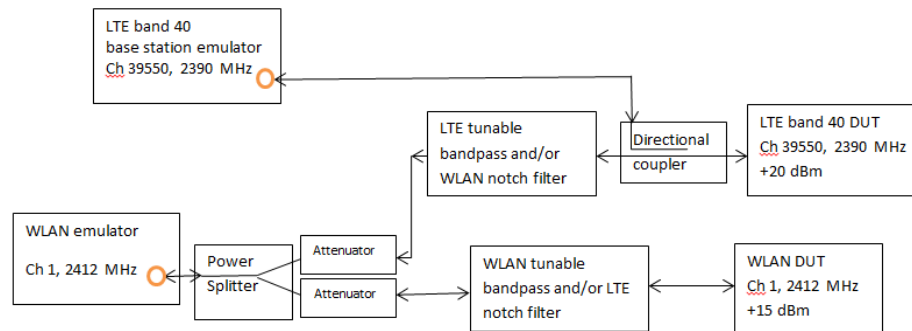 LTE band 40
base station emulator
Ch 39550, 2390 MHz
LTE tunable
bandpass and/or
WLAN notch filter
Directional
coupler
LTE band 40 DUT
Ch 39550, 2390 MHz
+20 dBm
WLAN emulator
Ch 1, 2412 MHz
Power
Splitter
Attenuator
Attenuator
WLAN tunable
bandpass and/or LTE
notch filter
WLAN DUT
Ch 1, 2412 MHz
+15 dBm